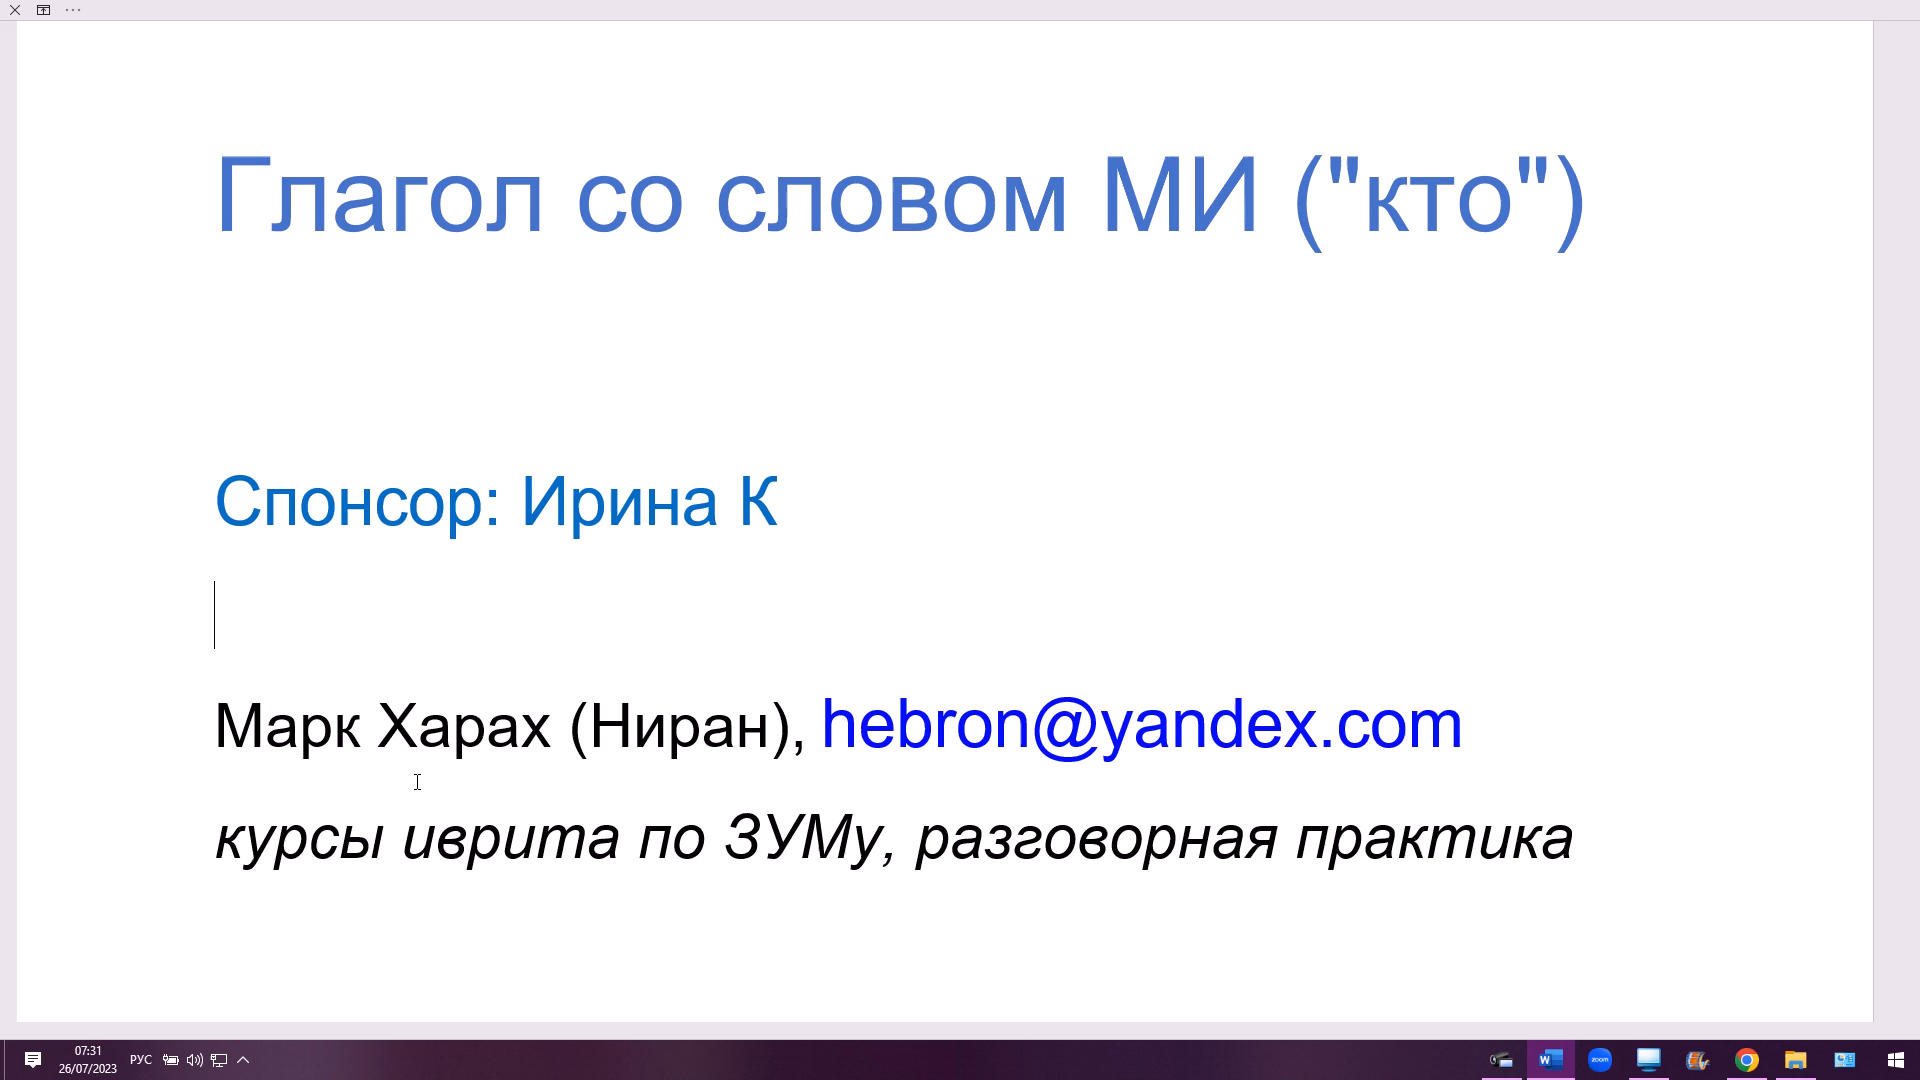 Глагол со словом МИ ("кто")
Спонсор: Ирина К
Марк Харах (Ниран), hebron@yandex.com
курсы иврита по ЗУМу, разговорная практика
07:31
26/07/2023
РУС
zoom